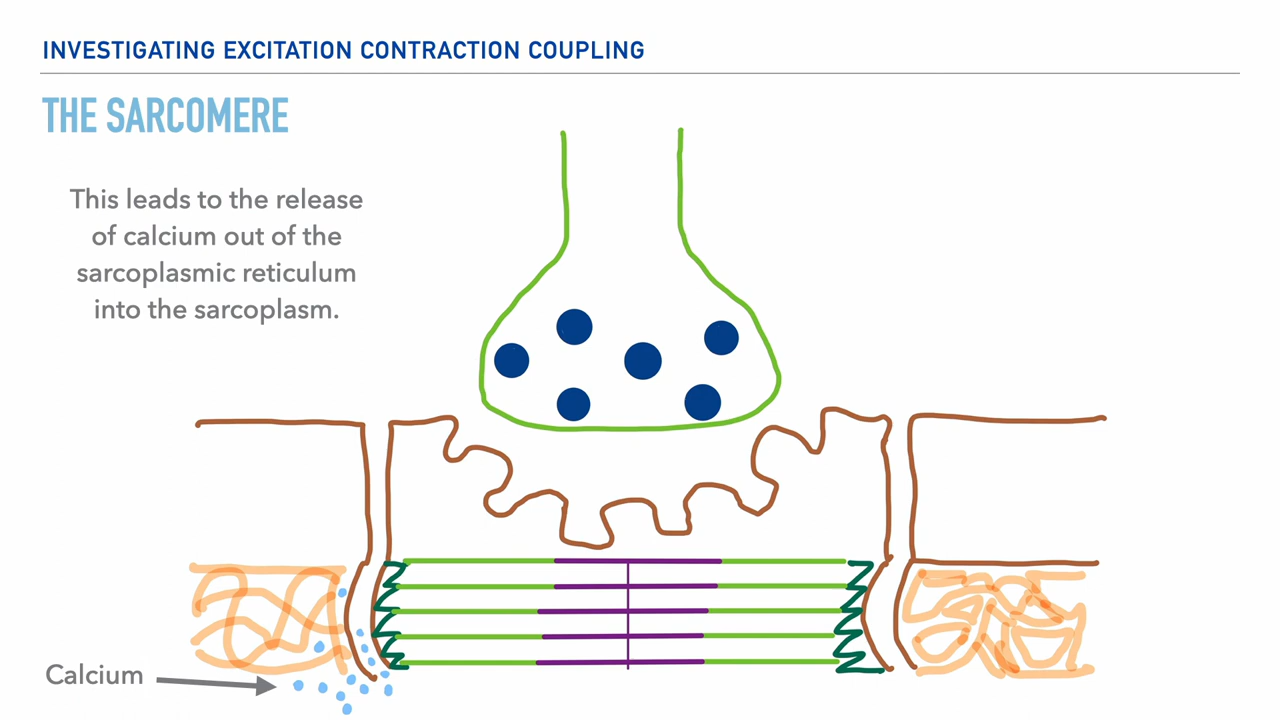 INVESTIGATING EXCITATION CONTRACTION COUPLING
THE SARCOMERE
This leads to the release
of calcium out of the
sarcoplasmic reticulum
into the sarcoplasm.
Calcium